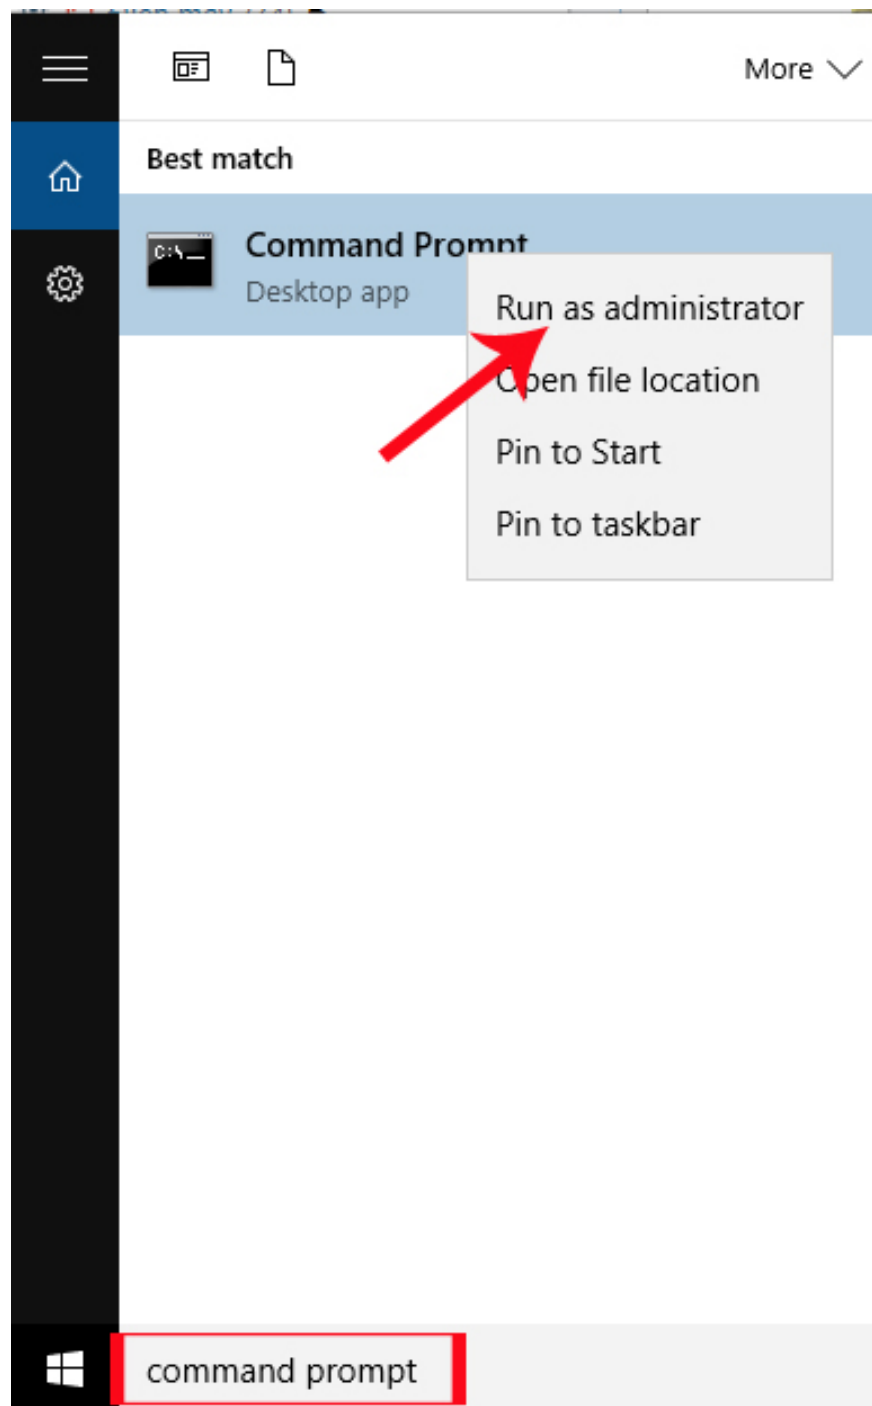 More
Best match
Command Prompt
Desktop app
Run as administrator
Open file location
Pin to Start
Pin to taskbar
command prompt